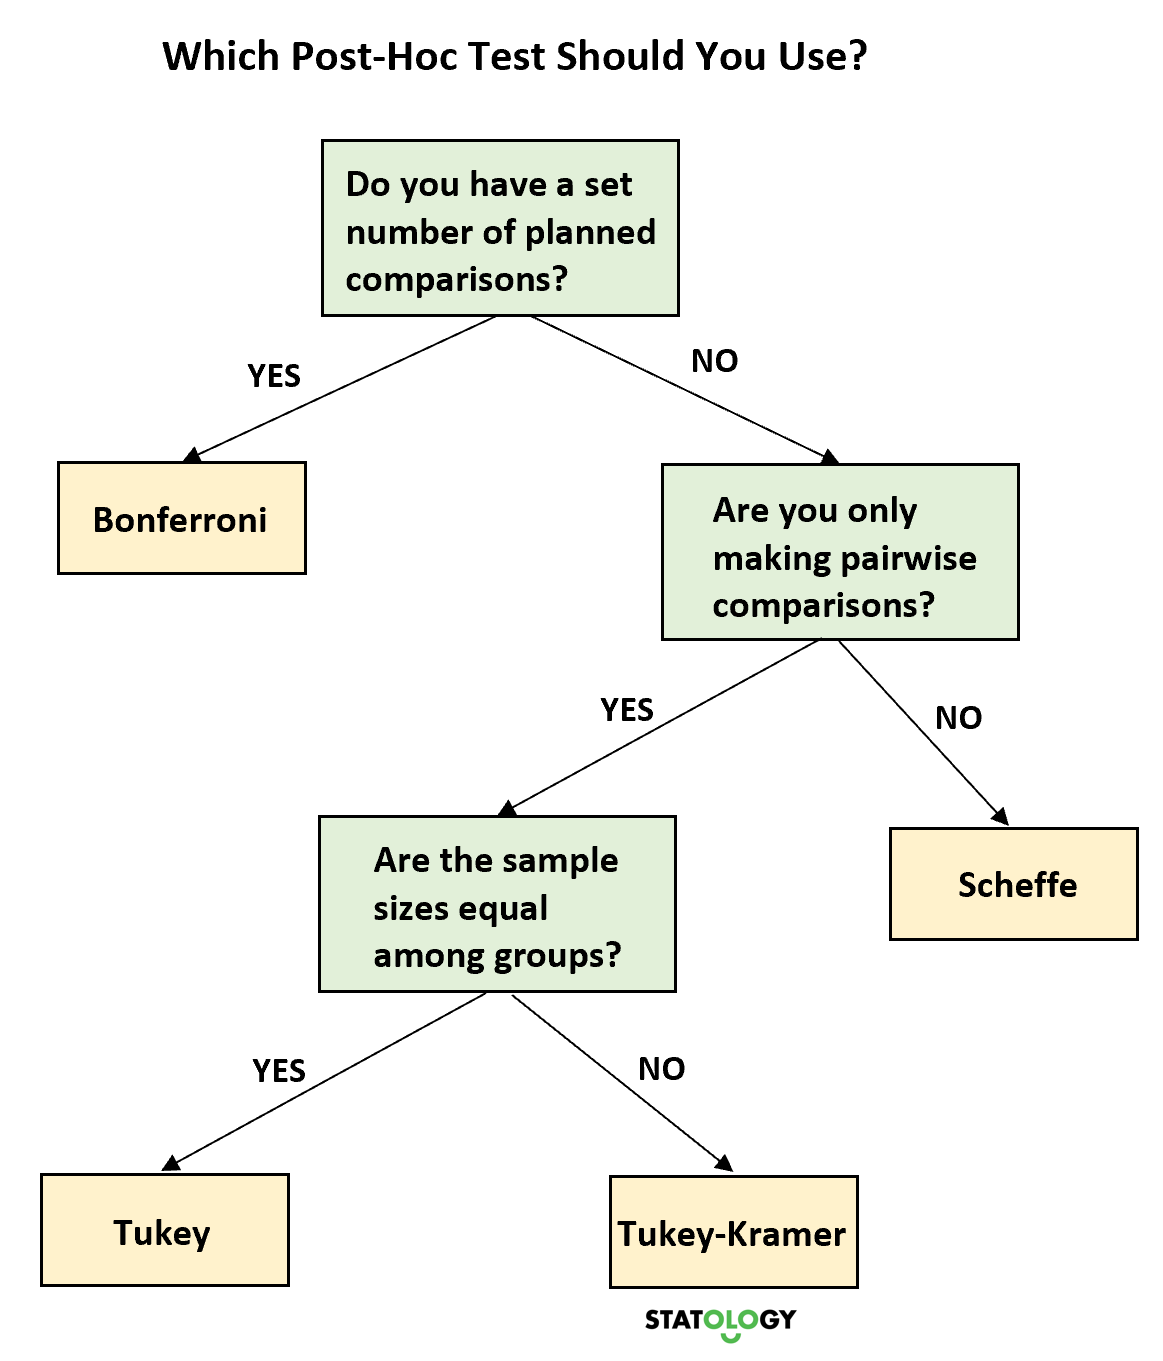 Which Post-Hoc Test Should You Use?
Do you have a set
number of planned
comparisons?
YES
NO
Bonferroni
Are you only
making pairwise
comparisons?
YES
NO
Are the sample
sizes equal
among groups?
Scheffe
YES
NO
Tukey
Tukey-Kramer
STATOLOGY